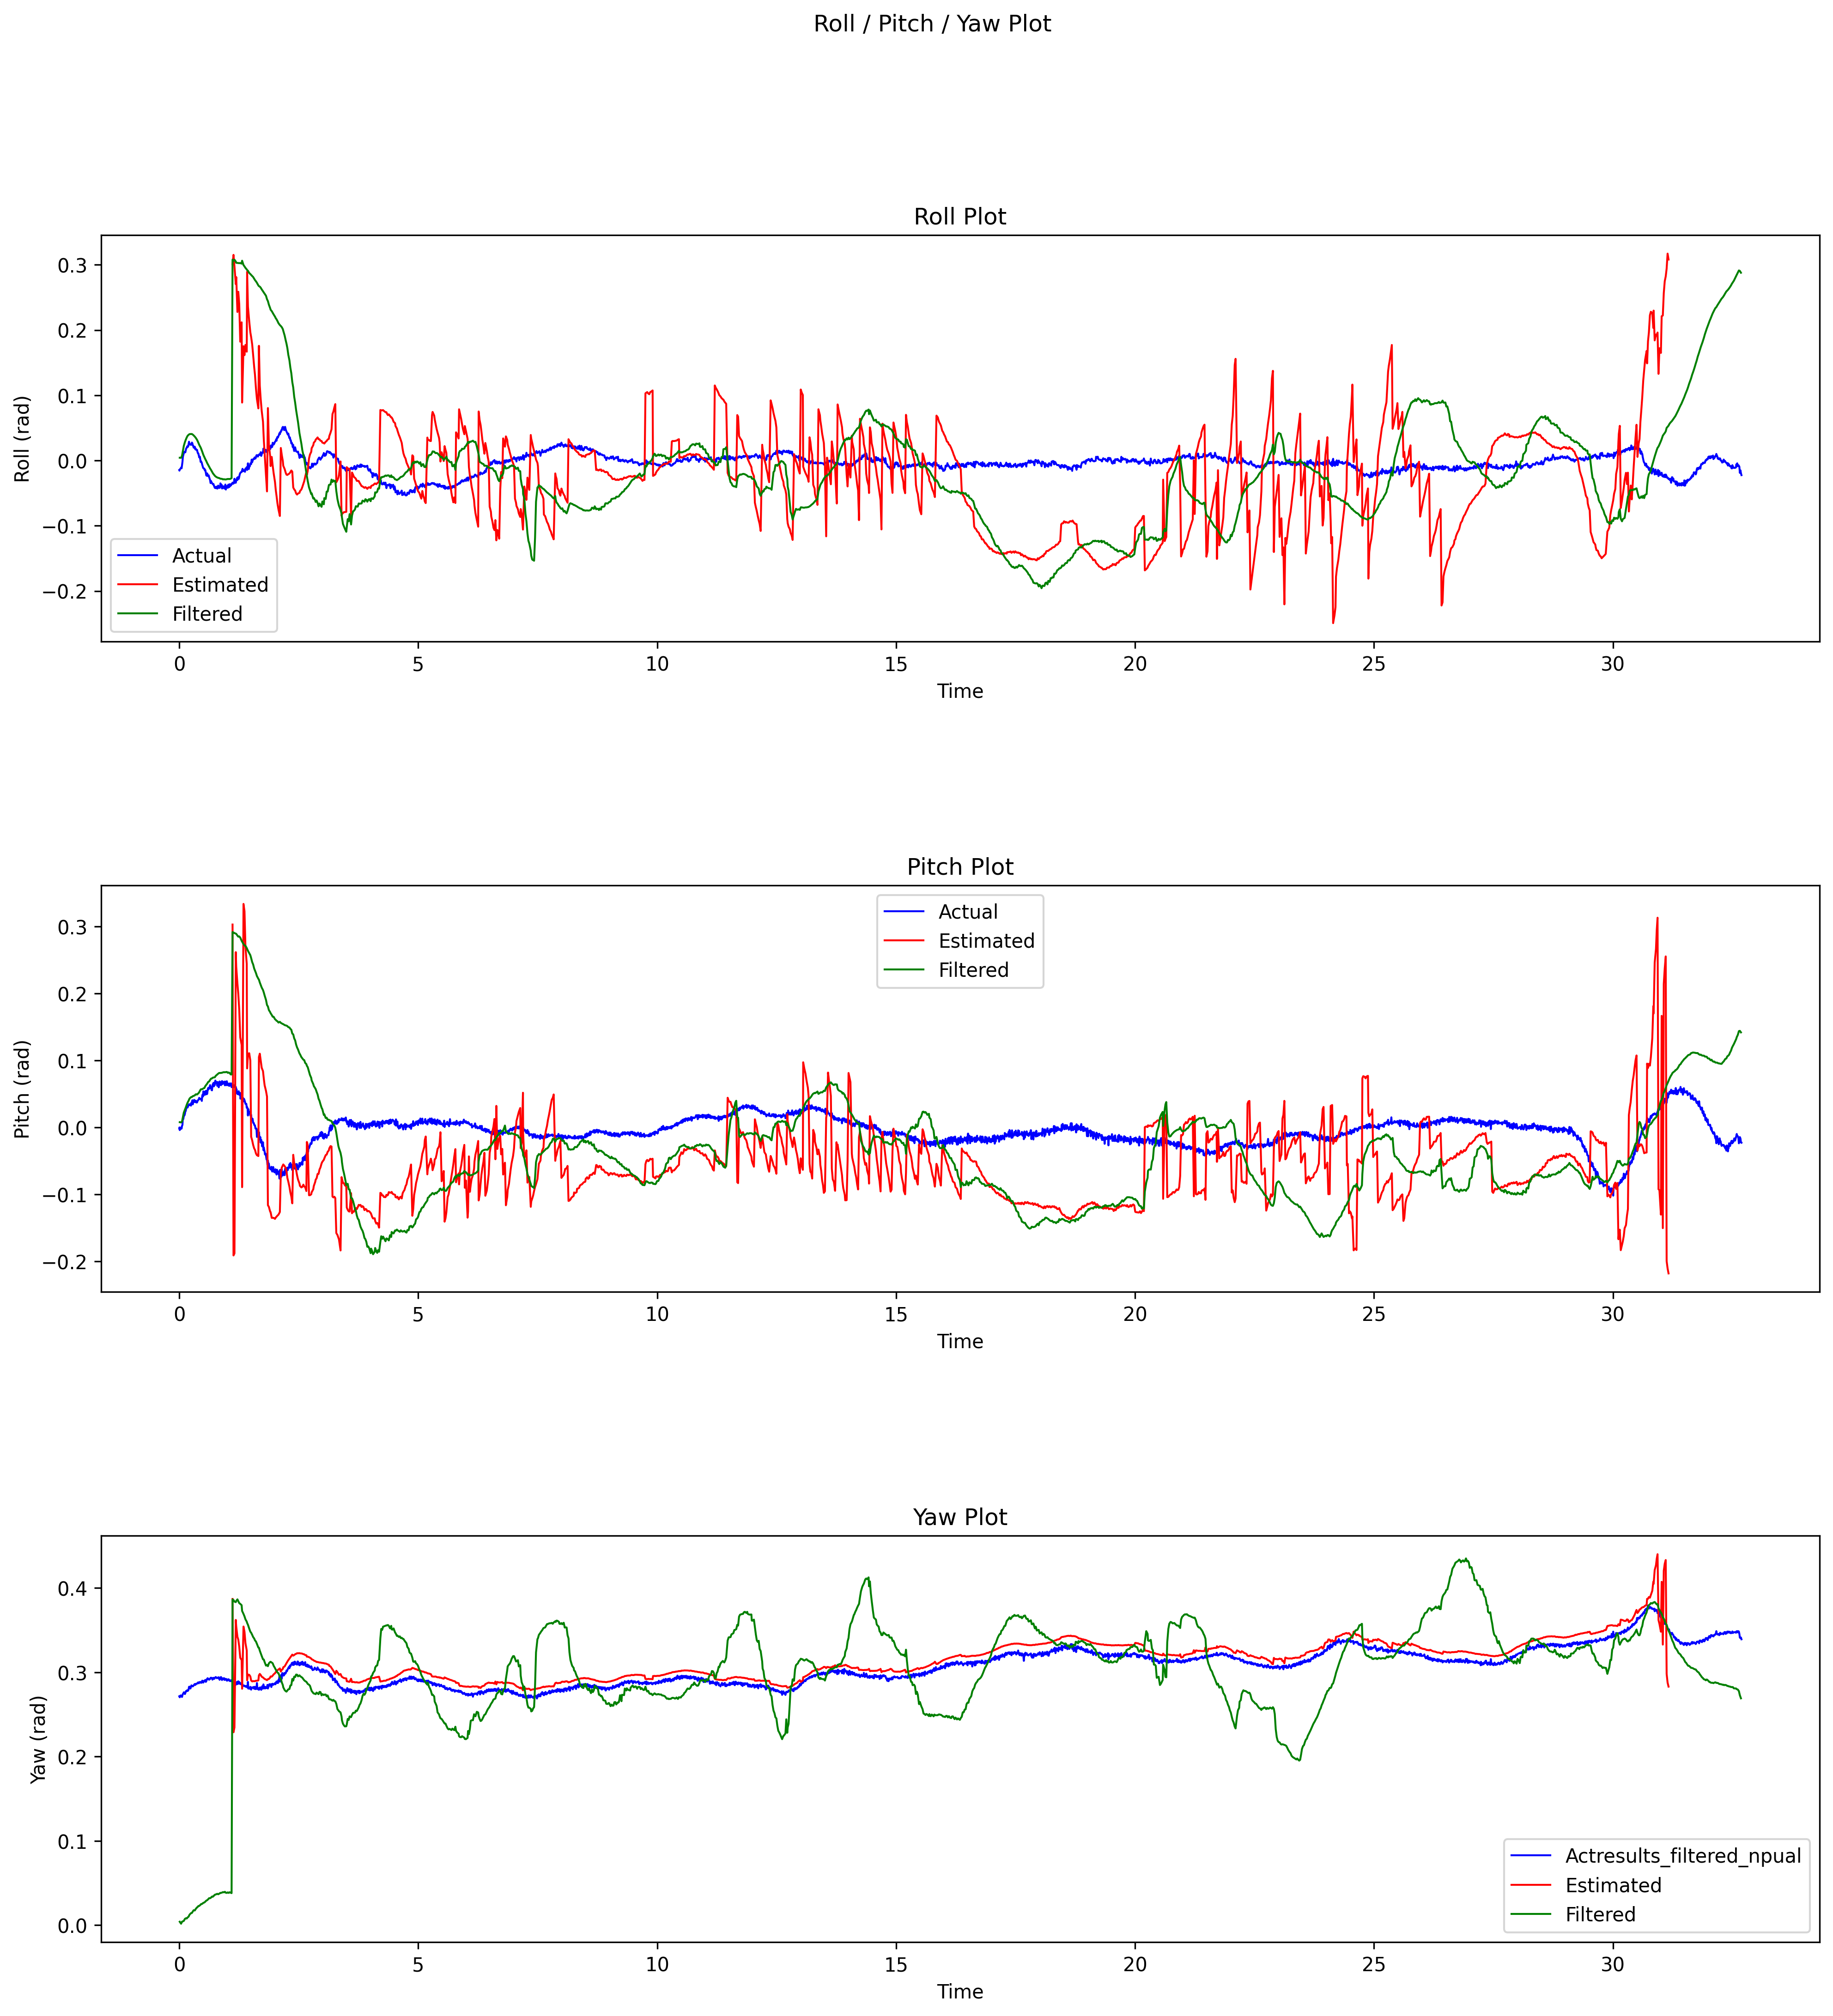 Roll / Pitch / Yaw Plot
Roll Plot
Roll (rad)
0.3
0.2
0.1
0.0
−0.1
−0.2
Actual
Estimated
Filtered
0 5 10 15 20 25 30
Time
Pitch Plot
Pitch (rad)
0.3
0.2
0.1
0.0
−0.1
−0.2
Actual
Estimated
Filtered
0 5 10 15 20 25 30
Time
Yaw Plot
Yaw (rad)
0.4
0.3
0.2
0.1
0.0
Actresults_filtered_npual
Estimated
Filtered
0 5 10 15 20 25 30
Time